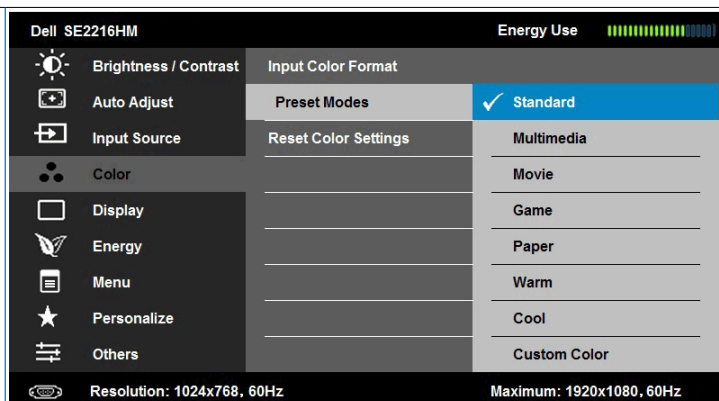 Dell SE2216HM Energy Use
Brightness / Contrast Input Color Format
Auto Adjust Preset Modes Standard
Input Source Reset Color Settings Multimedia
Color Movie
Display Game
Energy Paper
Menu Warm
Personalize Cool
Others Custom Color
Resolution: 1024x768, 60Hz Maximum: 1920x1080, 60Hz